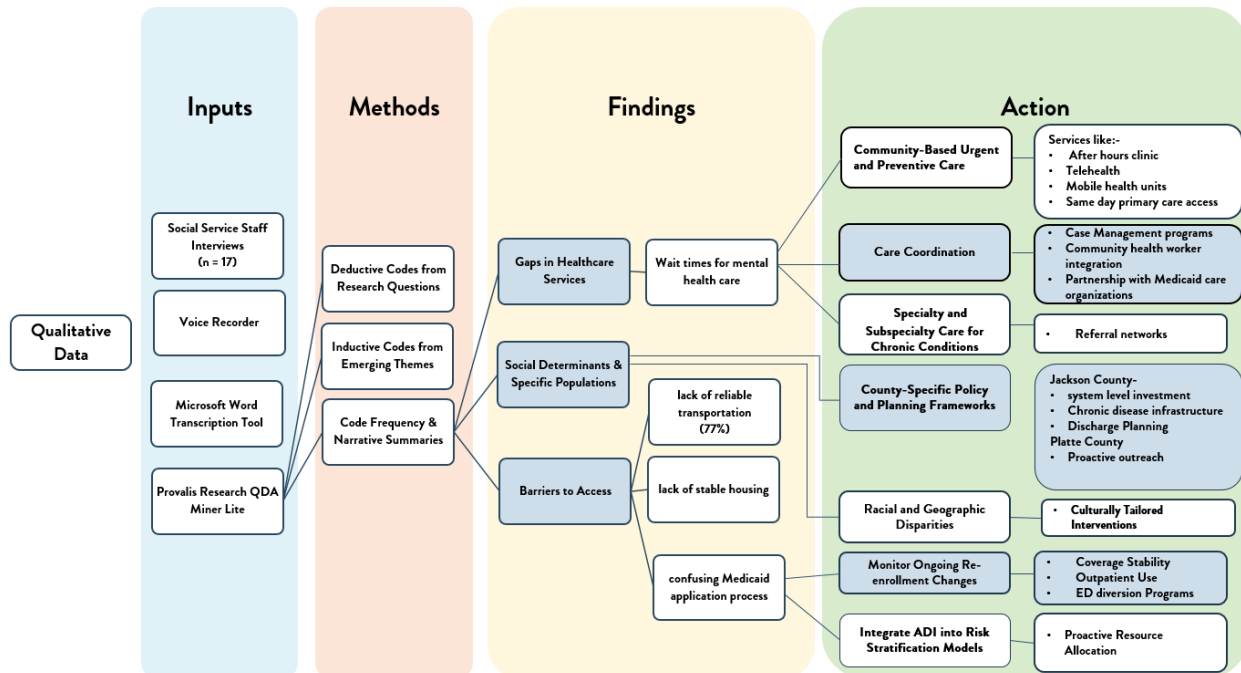 Inputs
Methods
Findings
Action
Qualitative
Data
Social Service Staff
Interviews
(n = 17)
Voice Recorder
Microsoft Word
Transcription Tool
Provalis Research QDA
Miner Lite
Deductive Codes from
Research Questions
Inductive Codes from
Emerging Themes
Code Frequency &
Narrative Summaries
Gaps in Healthcare
Services
Wait times for mental
health care
Social Determinants &
Specific Populations
Barriers to Access
lack of reliable
transportation
(77%)
lack of stable housing
confusing Medicaid
application process
Community-Based Urgent
and Preventive Care
Services like:-
• After hours clinic
• Telehealth
• Mobile health units
• Same day primary care access
Care Coordination
• Case Management programs
• Community health worker
integration
• Partnership with Medicaid care
organizations
Specialty and
Subspecialty Care for
Chronic Conditions
• Referral networks
County-Specific Policy
and Planning Frameworks
Jackson County-
• system level investment
• Chronic disease infrastructure
• Discharge Planning
Platte County
• Proactive outreach
Racial and Geographic
Disparities
• Culturally Tailored
Interventions
Monitor Ongoing Re-
enrollment Changes
• Coverage Stability
• Outpatient Use
• ED diversion Programs
Integrate ADI into Risk
Stratification Models
• Proactive Resource
Allocation